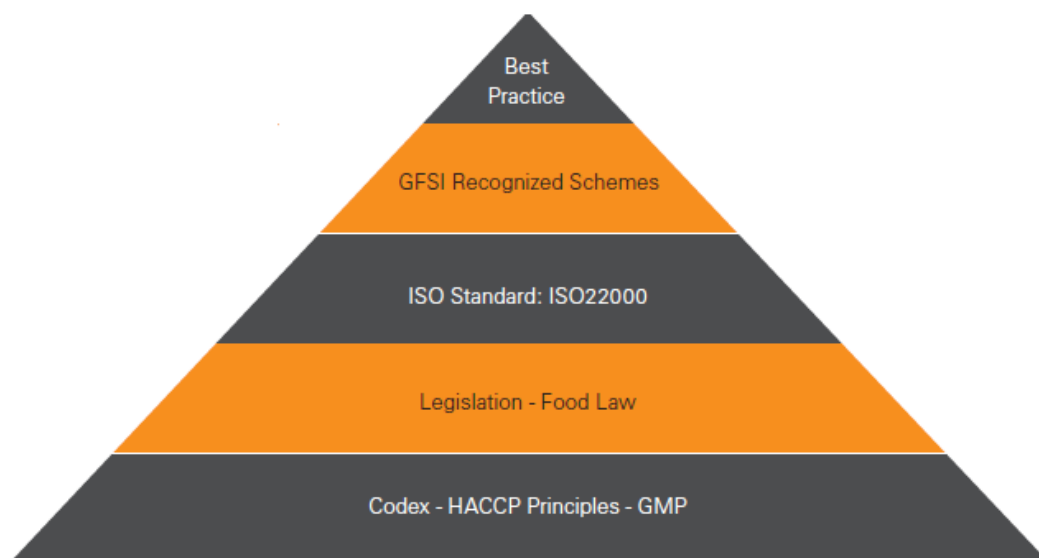 Best
Practice
GFSI Recognized Schemes
ISO Standard: ISO22000
Legislation - Food Law
Codex - HACCP Principles - GMP